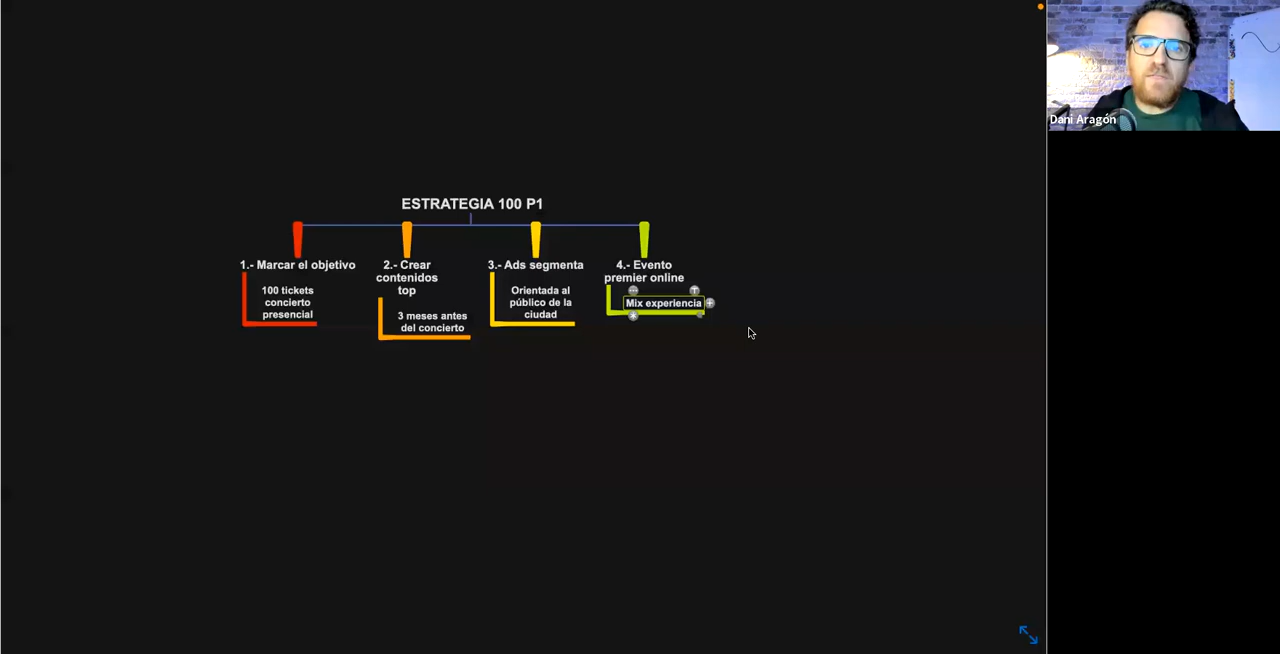 Dani Aragón
ESTRATEGIA 100 P1
1.- Marcar el objetivo
100 tickets
concierto
presencial
2.- Crear
contenidos
top
3 meses antes
del concierto
3.- Ads segmenta
Orientada al
público de la
ciudad
4.- Evento
premier online
Mix experiencia